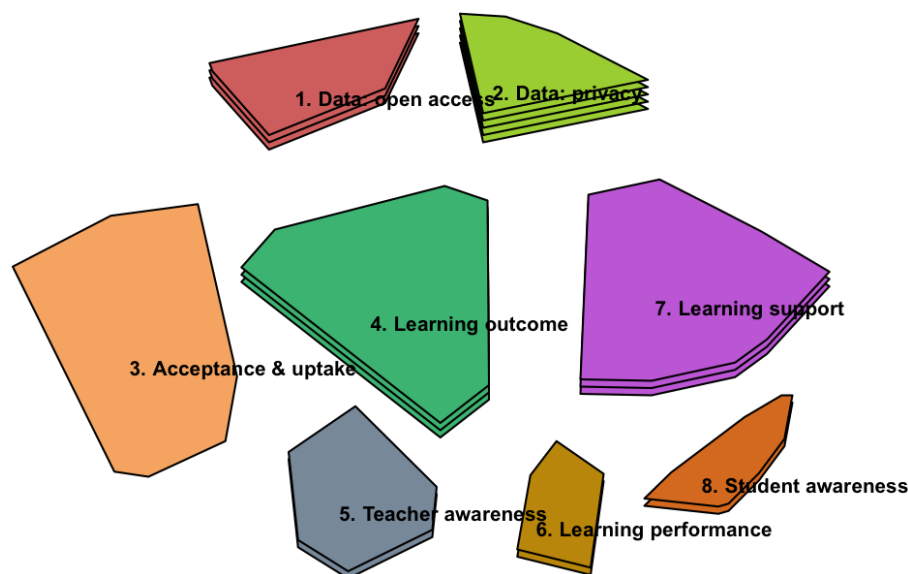 1. Data: open access
2. Data: privacy
3. Acceptance & uptake
4. Learning outcome
7. Learning support
5. Teacher awareness
6. Learning performance
8. Student awareness